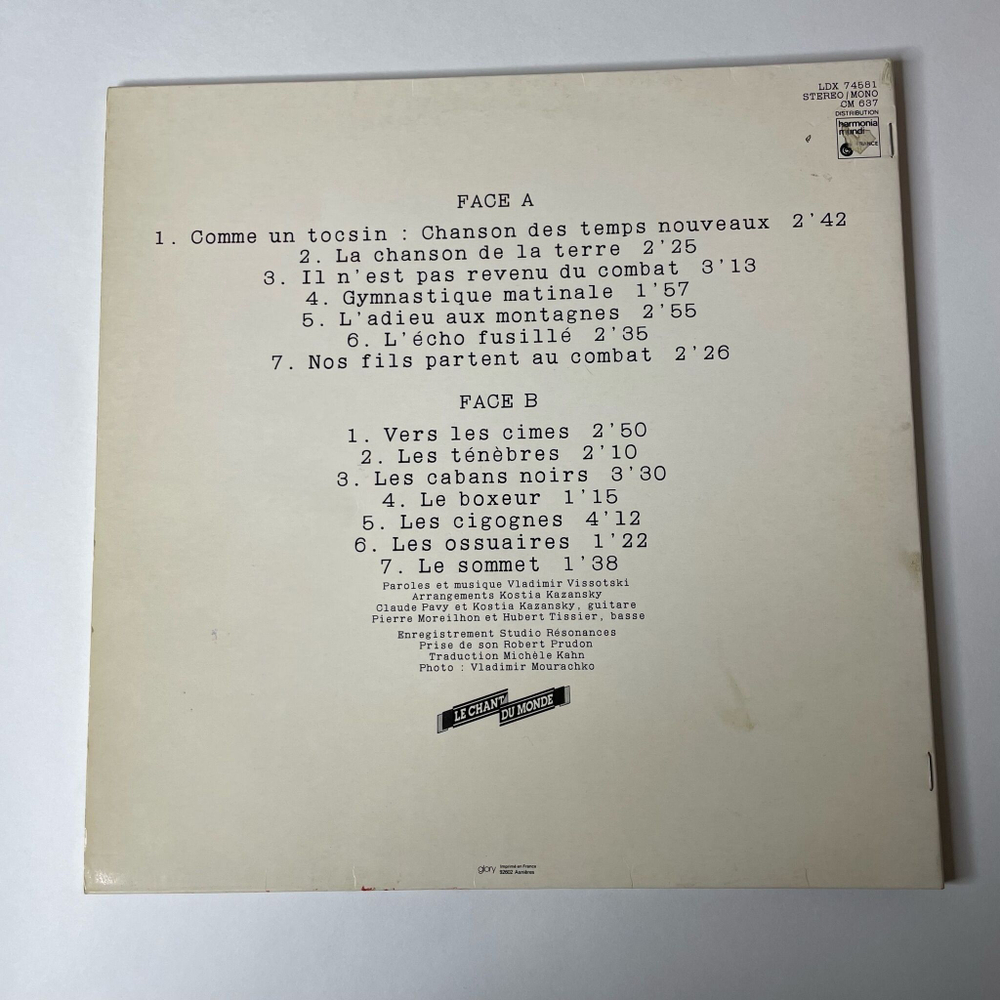 LDX 74581
STEREO/MONO
CM 637
DISTRIBUTION
harmonia
mundi
FRANCE
FACE A
1. Comme un tocsin : Chanson des temps nouveaux 2'42
2. La chanson de la terre 2'25
3. Il n'est pas revenu du combat 3'13
4. Gymnastique matinale 1'57
5. L'adieu aux montagnes 2'55
6. L'écho fusillé 2'35
7. Nos fils partent au combat 2'26
FACE B
1. Vers les cimes 2'50
2. Les ténèbres 2'10
3. Les cabans noirs 3'30
4. Le boxeur 1'15
5. Les cigognes 4'12
6. Les ossuaires 1'22
7. Le sommet 1'38
Paroles et musique Vladimir Vissotski
Arrangements Kostia Kazansky
Claude Pavy et Kostia Kazansky, guitare
Pierre Moreilhon et Hubert Tissier, basse
Enregistrement Studio Résonances
Prise de son Robert Prudon
Traduction Michèle Kahn
Photo : Vladimir Mourachko
LE CHANT DU MONDE
glory Imprimé en France
92602 Asnières